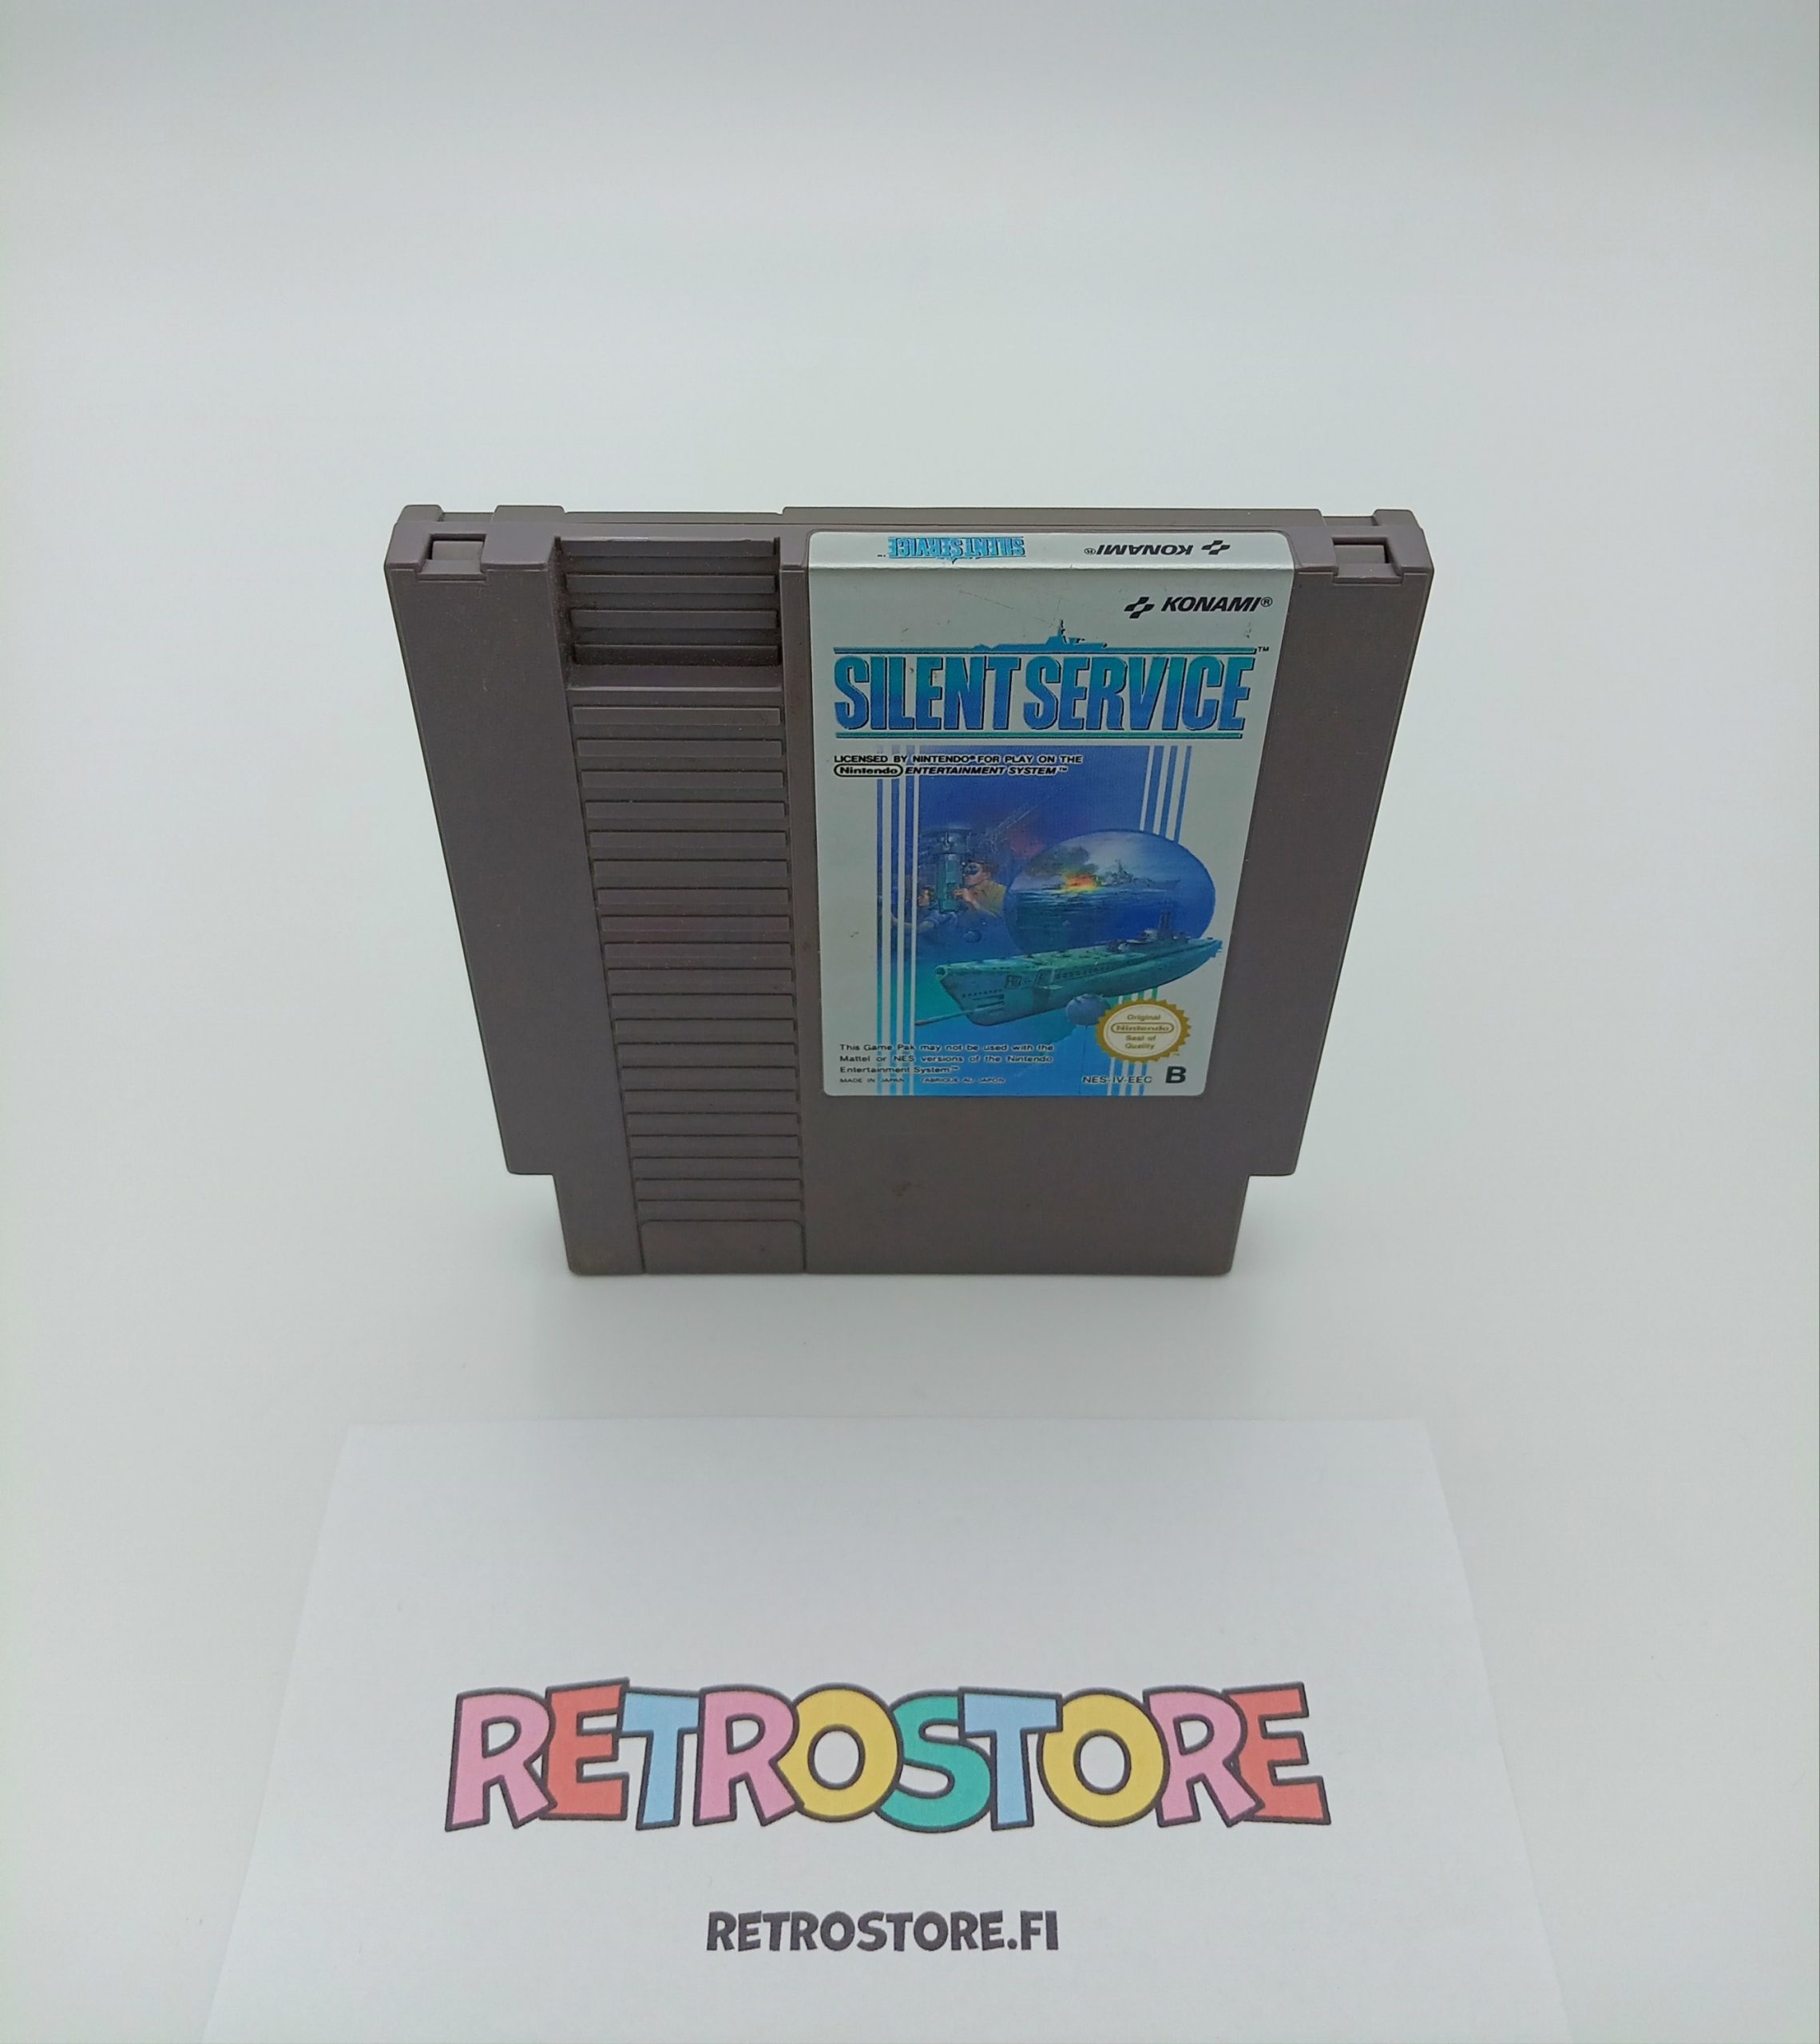 SILENT SERVICE™ KONAMI®
KONAMI®
SILENT SERVICE™
LICENSED BY NINTENDO® FOR PLAY ON THE
Nintendo ENTERTAINMENT SYSTEM™
Original
Nintendo
Seal of
Quality
This Game Pak may not be used with the
Mattel or NES versions of the Nintendo
Entertainment System™
MADE IN JAPAN FABRIQUE AU JAPON
NES-IV-EEC B
RETROSTORE
RETROSTORE.FI